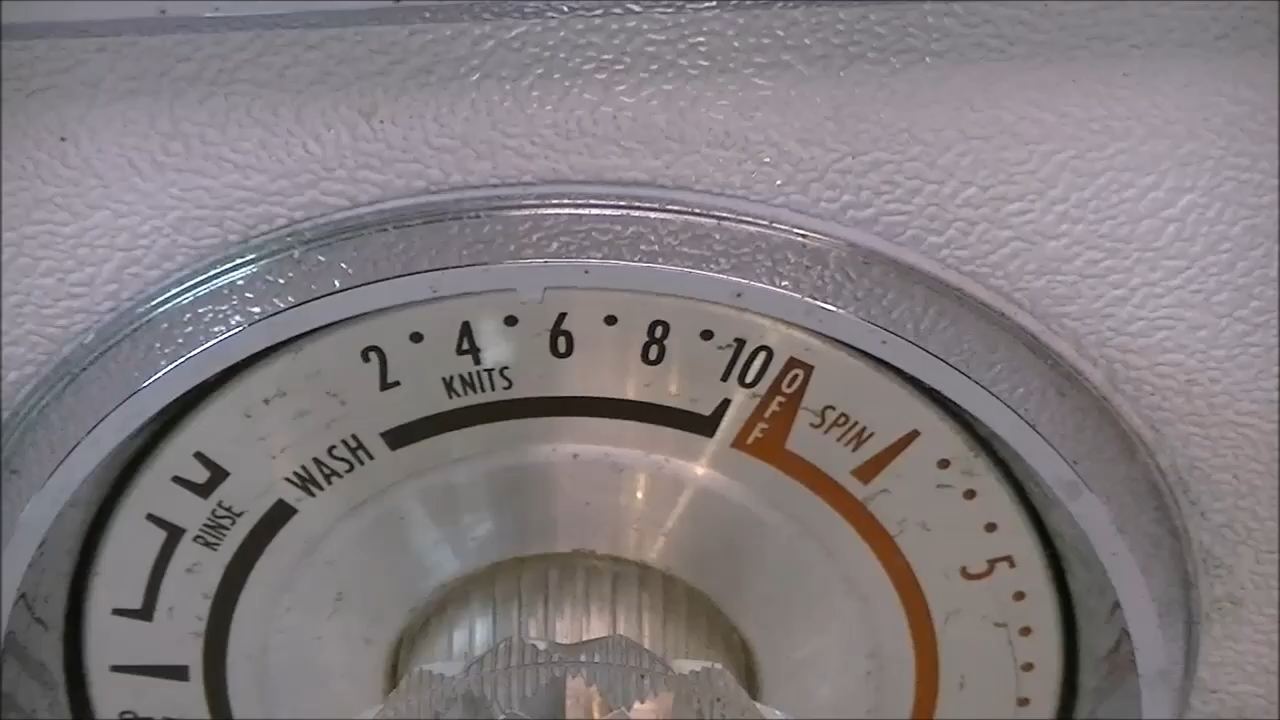 2 • 4 • 6 • 8 • 10
KNITS
OFF
SPIN
WASH
RINSE
5